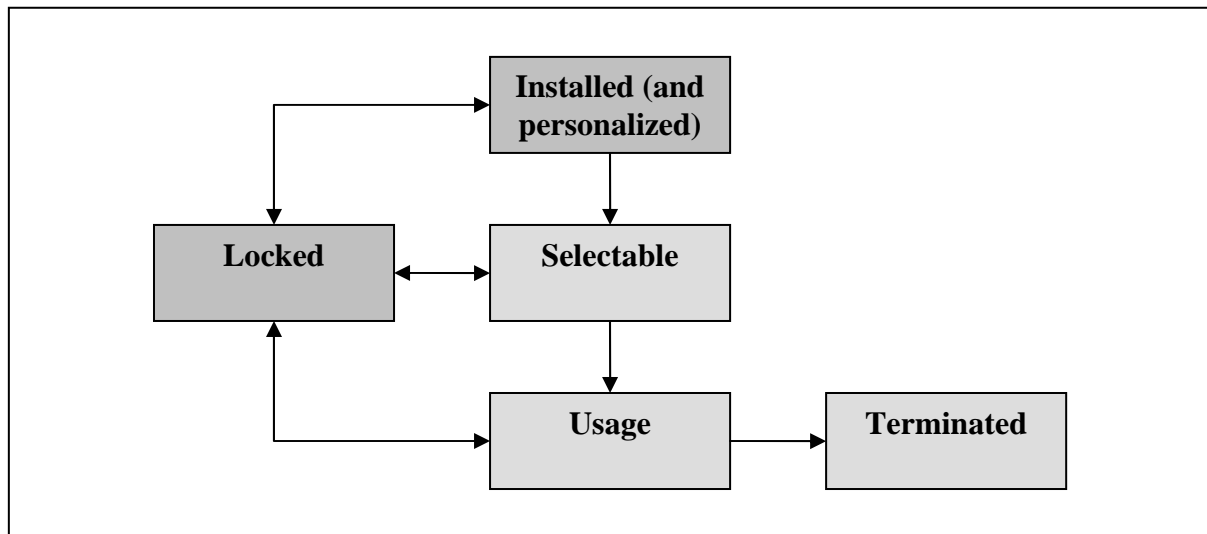 Installed (and
personalized)
Locked
Selectable
Usage
Terminated